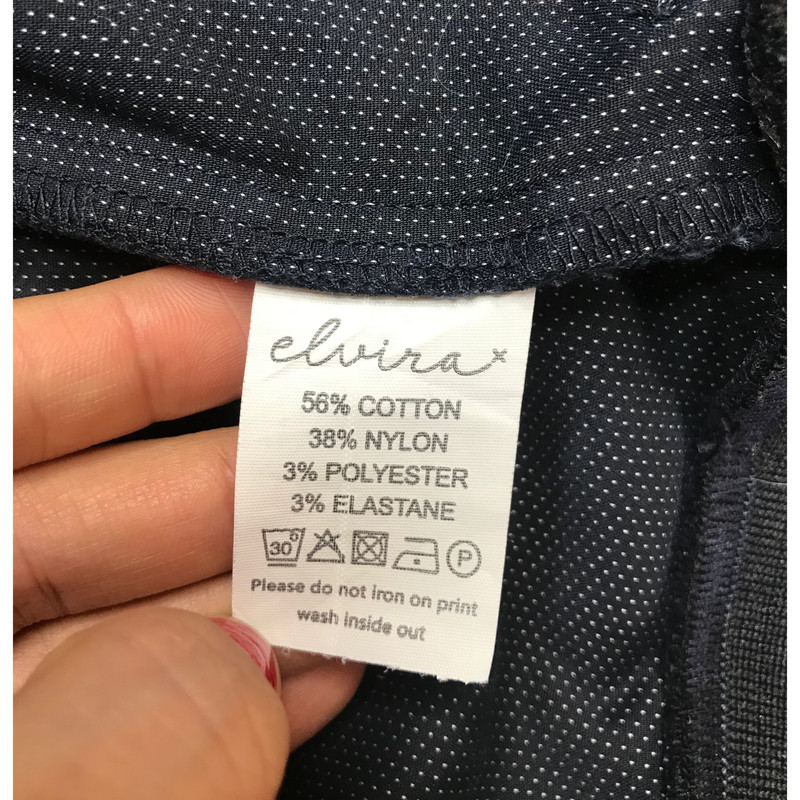 elvira x
56% COTTON
38% NYLON
3% POLYESTER
3% ELASTANE
30° P
Please do not iron on print
wash inside out